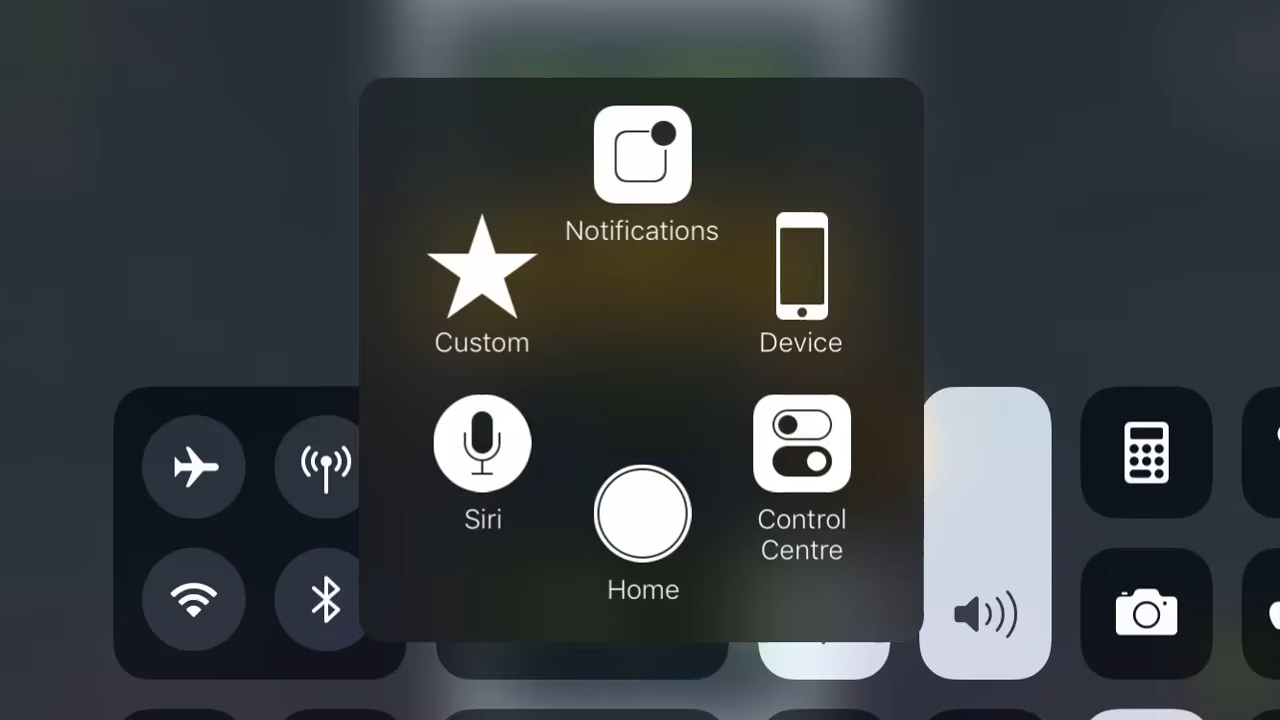 Notifications
Custom
Device
Siri
Control
Centre
Home